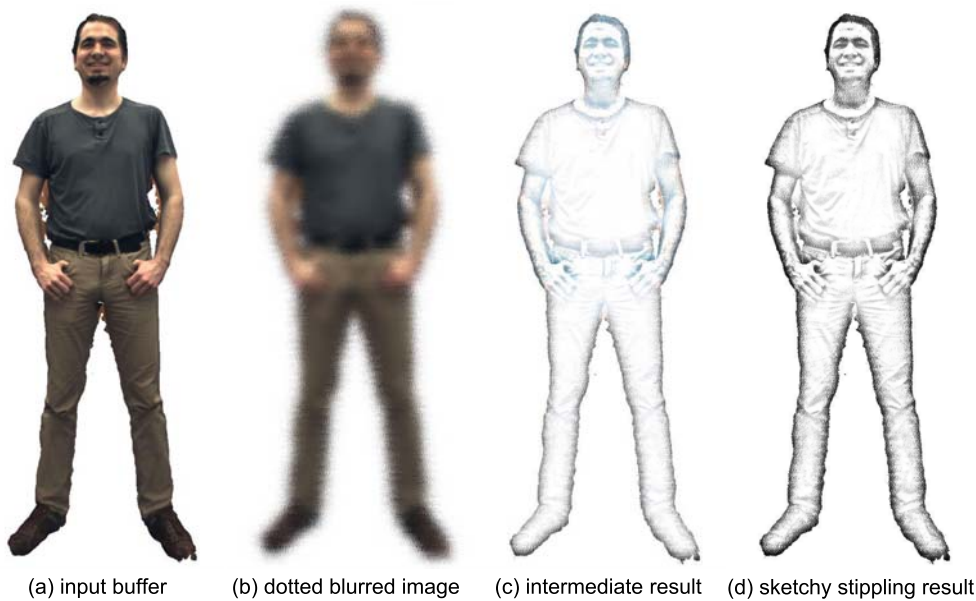 (a) input buffer
(b) dotted blurred image
(c) intermediate result
(d) sketchy stippling result